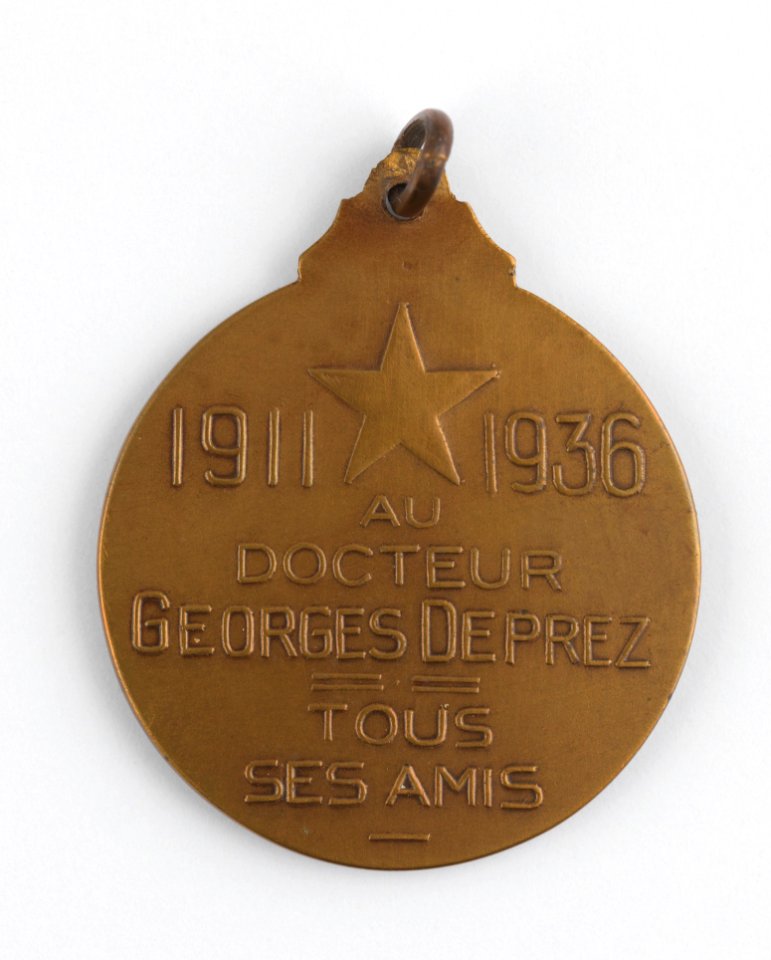 1911 1936
AU
DOCTEUR
GEORGES DEPREZ
TOUS
SES AMIS